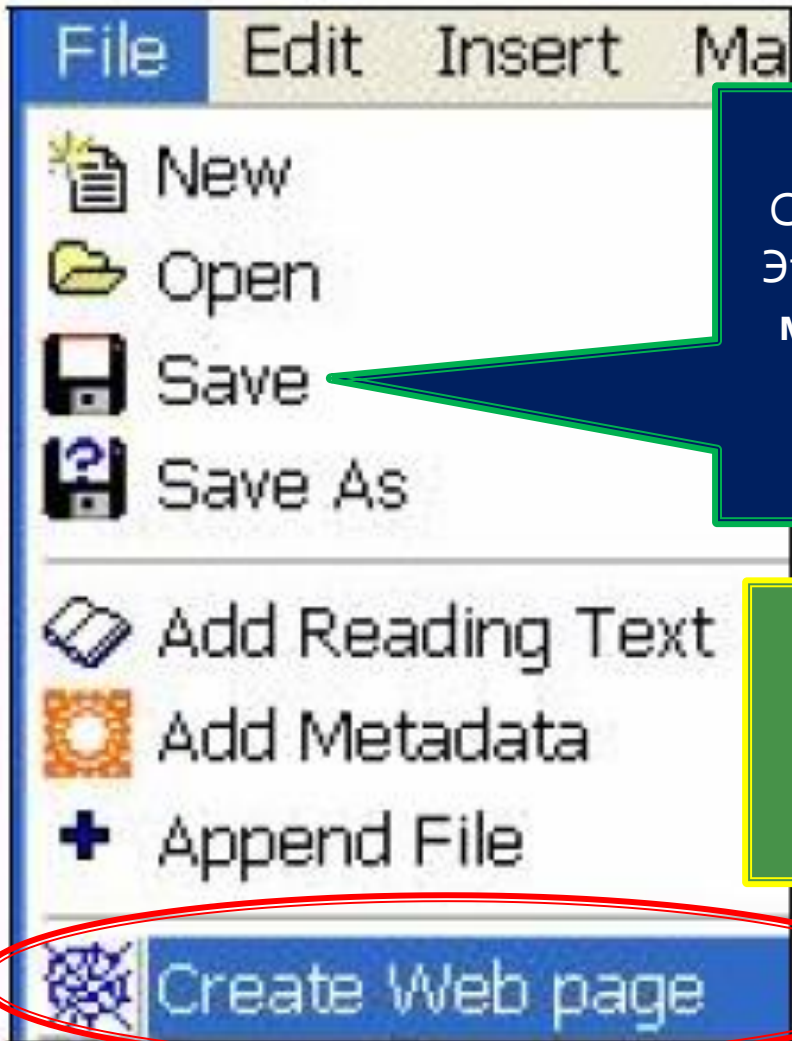 File Edit Insert Ma
New
Open
Save
Save As
Add Reading Text
Add Metadata
Append File
Create Web page